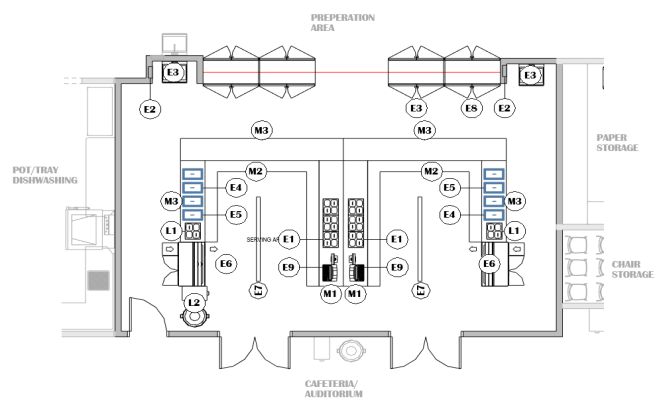 PREPERATION
AREA
E3
E3
E2
E3
E8
E2
M3
M3
PAPER
STORAGE
POT/TRAY
DISHWASHING
M2
M2
E4
E5
M3
M3
E5
E4
L1
L1
SERVING AR
E1
E1
E6
E9
E9
E6
CHAIR
STORAGE
E7
M1
M1
E7
L2
CAFETERIA/
AUDITORIUM